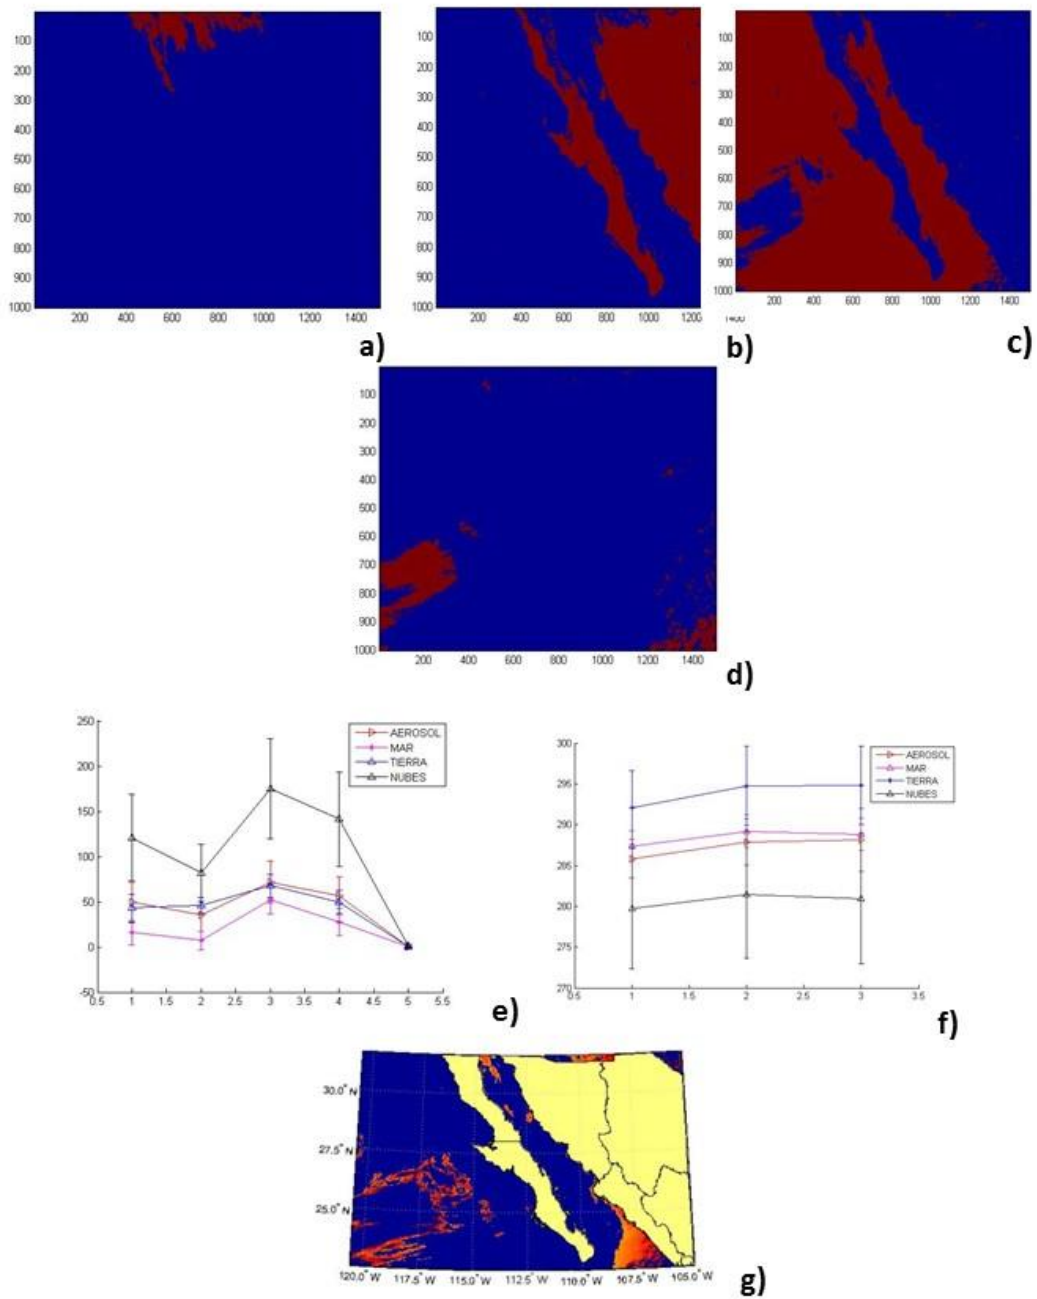 100
200
300
400
500
600
700
800
900
1000
200 400 600 800 1000 1200 1400
a)
100
200
300
400
500
600
700
800
900
1000
200 400 600 800 1000 1200
b)
100
200
300
400
500
600
700
800
900
1000
200 400 600 800 1000 1200 1400
1400
c)
100
200
300
400
500
600
700
800
900
1000
200 400 600 800 1000 1200 1400
d)
250
200
150
100
50
0
-50
0.5 1 1.5 2 2.5 3 3.5 4 4.5 5 5.5
AEROSOL
MAR
TIERRA
NUBES
e)
300
295
290
285
280
275
270
0.5 1 1.5 2 2.5 3 3.5
AEROSOL
MAR
TIERRA
NUBES
f)
30.0° N
27.5° N
25.0° N
120.0° W 117.5° W 115.0° W 112.5° W 110.0° W 107.5° W 105.0° W
g)